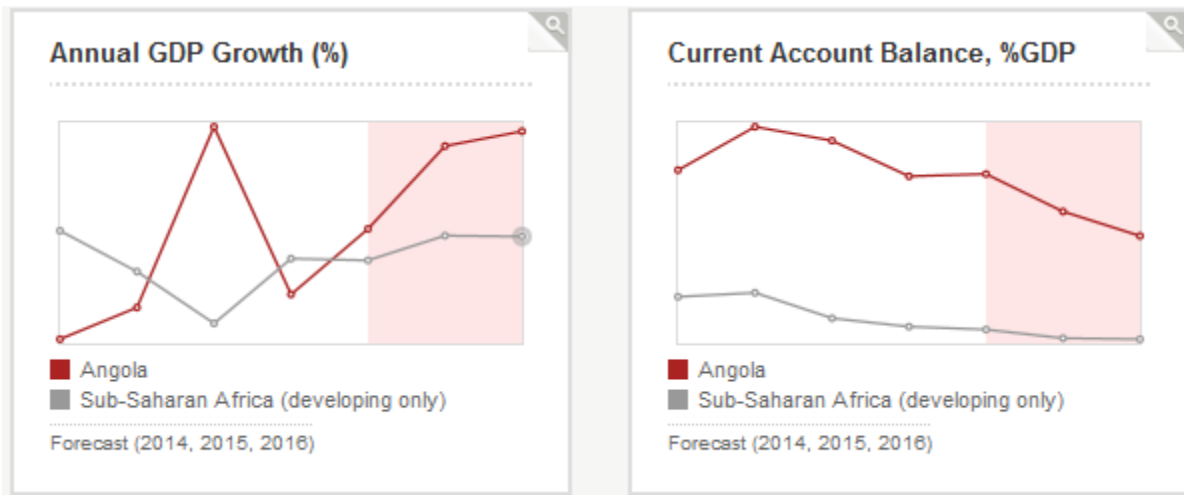 Annual GDP Growth (%)
Angola
Sub-Saharan Africa (developing only)
Forecast (2014, 2015, 2016)
Current Account Balance, %GDP
Angola
Sub-Saharan Africa (developing only)
Forecast (2014, 2015, 2016)